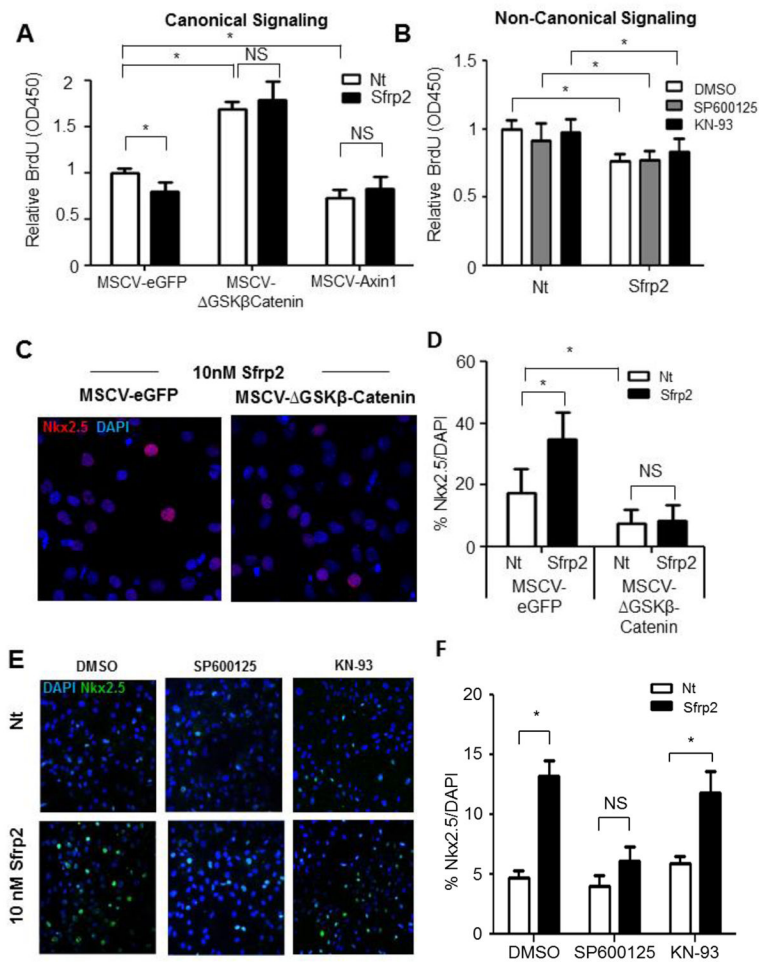 A
Canonical Signaling
*
*
NS
Nt
Sfrp2
*
NS
Relative BrdU (OD450)
2
1.5
1
0.5
0
MSCV-eGFP
MSCV-
ΔGSKβCatenin
MSCV-Axin1
B
Non-Canonical Signaling
*
*
*
DMSO
SP600125
KN-93
Relative BrdU (OD450)
1.5
1
0.5
0
Nt
Sfrp2
C
10nM Sfrp2
MSCV-eGFP
MSCV-ΔGSKβ-Catenin
Nkx2.5 DAPI
D
*
*
NS
Nt
Sfrp2
% Nkx2.5/DAPI
60
40
20
0
Nt
Sfrp2
Nt
Sfrp2
MSCV-
eGFP
MSCV-
ΔGSKβ-
Catenin
E
DMSO
SP600125
KN-93
DAPI Nkx2.5
Nt
10 nM Sfrp2
F
Nt
Sfrp2
*
NS
*
% Nkx2.5/DAPI
20
15
10
5
0
DMSO
SP600125
KN-93